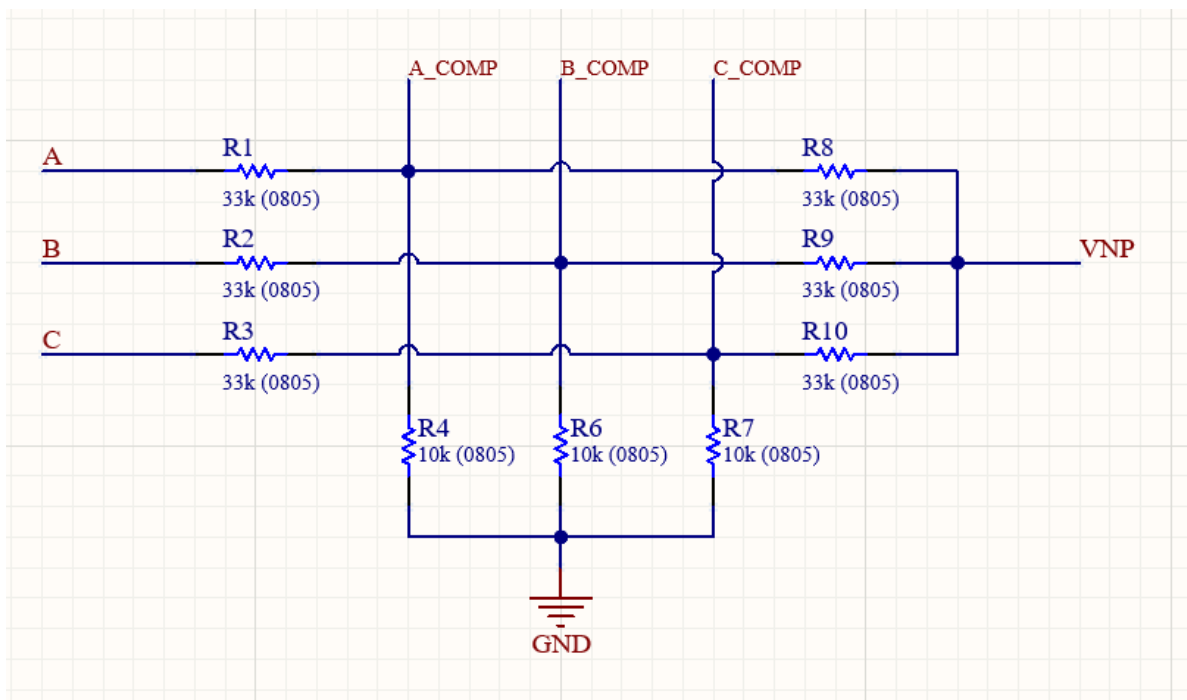 A_COMP B_COMP C_COMP
A R1 R8
33k (0805) 33k (0805)
B R2 R9 VNP
33k (0805) 33k (0805)
C R3 R10
33k (0805) 33k (0805)
R4 R6 R7
10k (0805) 10k (0805) 10k (0805)
GND